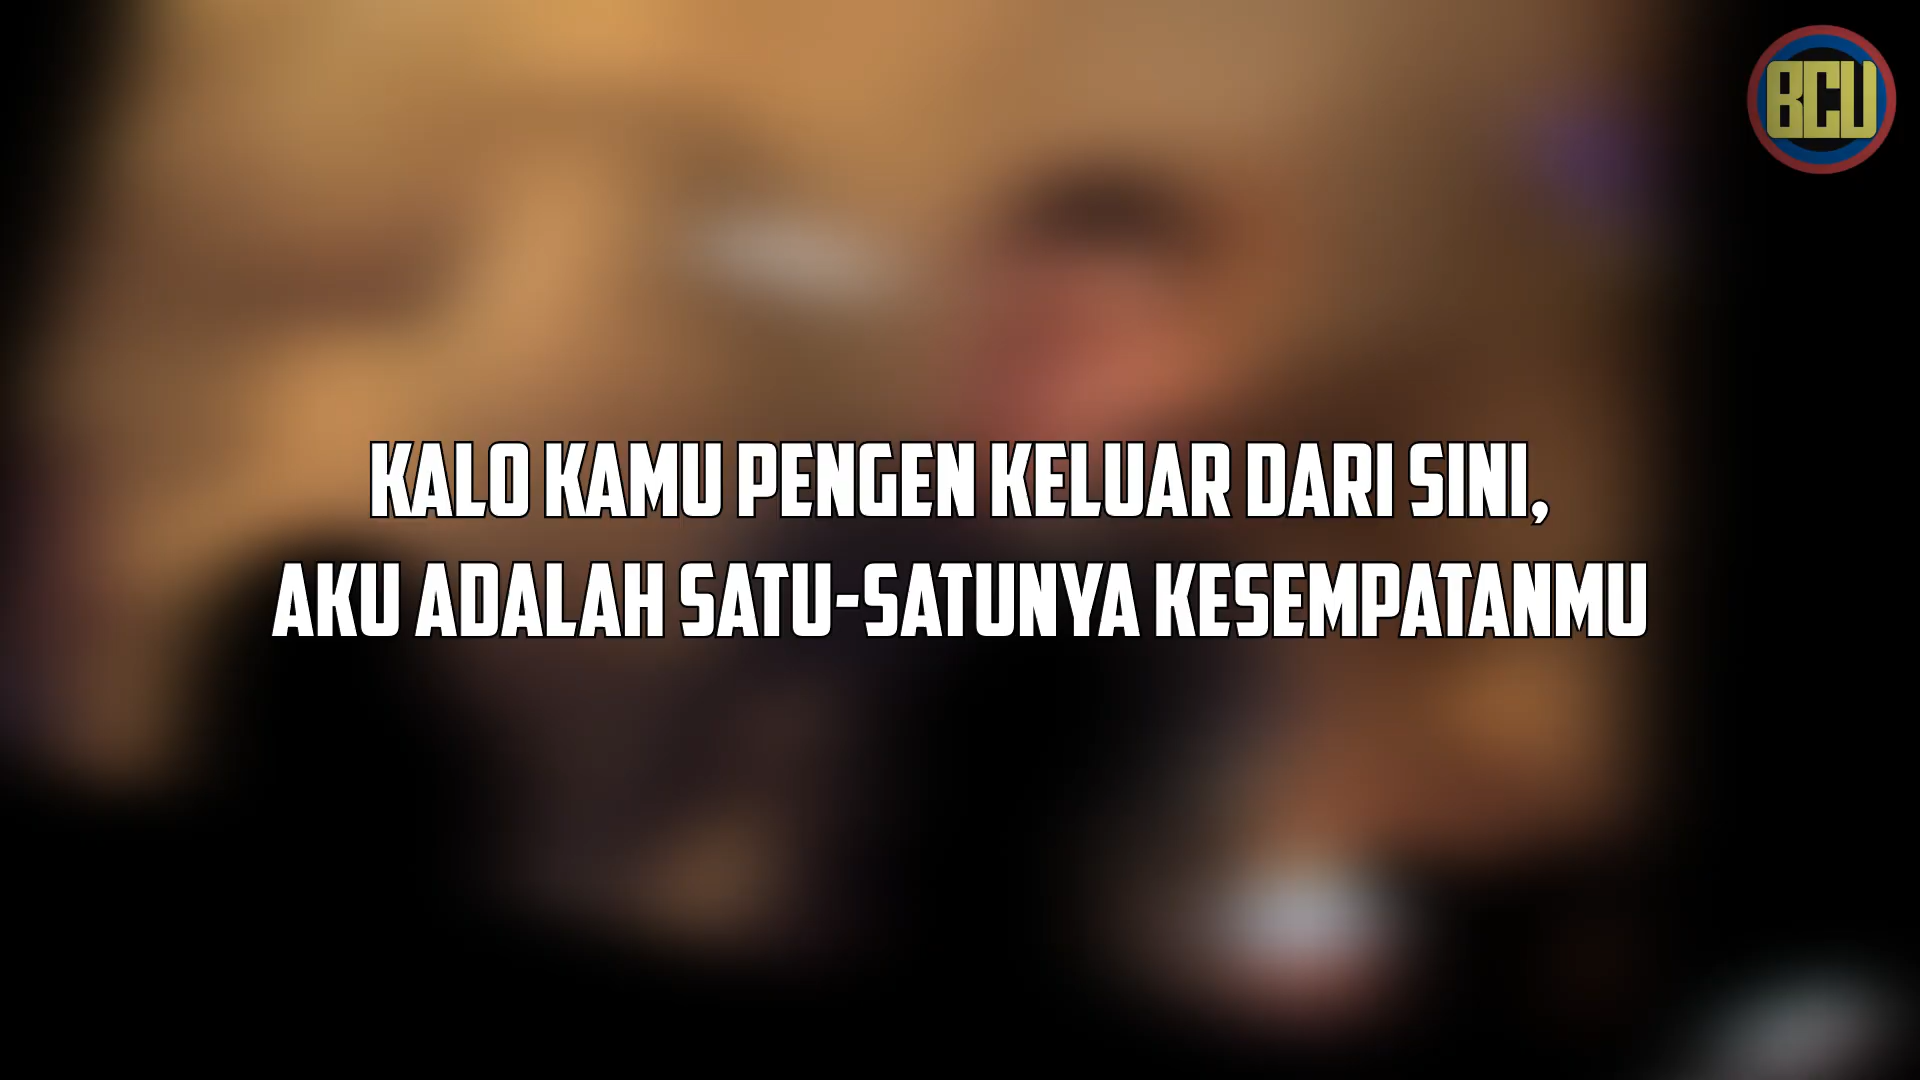 BCU
KALO KAMU PENGEN KELUAR DARI SINI,
AKU ADALAH SATU-SATUNYA KESEMPATANMU